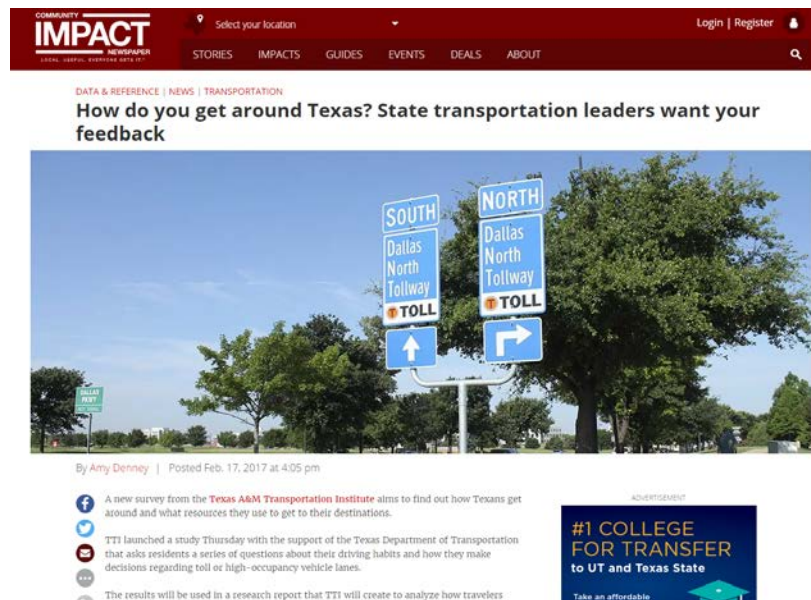 COMMUNITY
IMPACT
NEWSPAPER
LOCAL. USEFUL. EVERYONE GETS IT.®
Select your location
Login | Register
STORIES IMPACTS GUIDES EVENTS DEALS ABOUT
DATA & REFERENCE | NEWS | TRANSPORTATION
How do you get around Texas? State transportation leaders want your
feedback
SOUTH
Dallas
North
Tollway
TOLL
NORTH
Dallas
North
Tollway
TOLL
DALLAS
PKWY
By Amy Denney | Posted Feb. 17, 2017 at 4:05 pm
A new survey from the Texas A&M Transportation Institute aims to find out how Texans get
around and what resources they use to get to their destinations.
TTI launched a study Thursday with the support of the Texas Department of Transportation
that asks residents a series of questions about their driving habits and how they make
decisions regarding toll or high-occupancy vehicle lanes.
The results will be used in a research report that TTI will create to analyze how travelers
ADVERTISEMENT
#1 COLLEGE
FOR TRANSFER
to UT and Texas State
Take an affordable